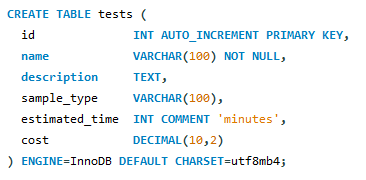 CREATE TABLE tests (
  id              INT AUTO_INCREMENT PRIMARY KEY,
  name            VARCHAR(100) NOT NULL,
  description     TEXT,
  sample_type     VARCHAR(100),
  estimated_time  INT COMMENT 'minutes',
  cost            DECIMAL(10,2)
) ENGINE=InnoDB DEFAULT CHARSET=utf8mb4;